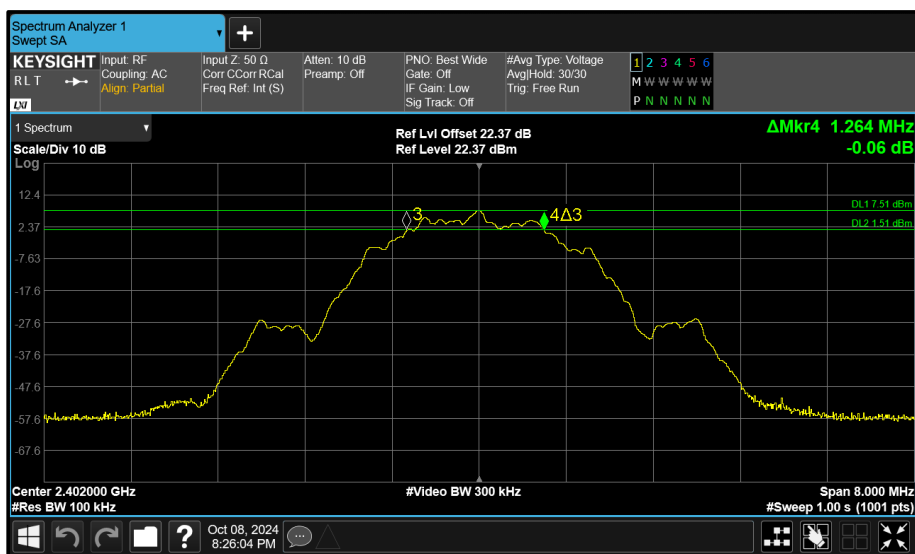 Spectrum Analyzer 1
Swept SA
KEYSIGHT
RLT
LXI
Input: RF
Coupling: AC
Align: Partial
Input Z: 50 Ω
Corr CCorr RCal
Freq Ref: Int (S)
Atten: 10 dB
Preamp: Off
PNO: Best Wide
Gate: Off
IF Gain: Low
Sig Track: Off
#Avg Type: Voltage
Avg|Hold: 30/30
Trig: Free Run
1 2 3 4 5 6
M W W W W W
P N N N N N
1 Spectrum
Scale/Div 10 dB
Ref Lvl Offset 22.37 dB
Ref Level 22.37 dBm
ΔMkr4 1.264 MHz
-0.06 dB
Log
12.4
2.37
-7.63
-17.6
-27.6
-37.6
-47.6
-57.6
-67.6
DL1 7.51 dBm
DL2 1.51 dBm
3
4Δ3
Center 2.402000 GHz
#Res BW 100 kHz
#Video BW 300 kHz
Span 8.000 MHz
#Sweep 1.00 s (1001 pts)
?
Oct 08, 2024
8:26:04 PM